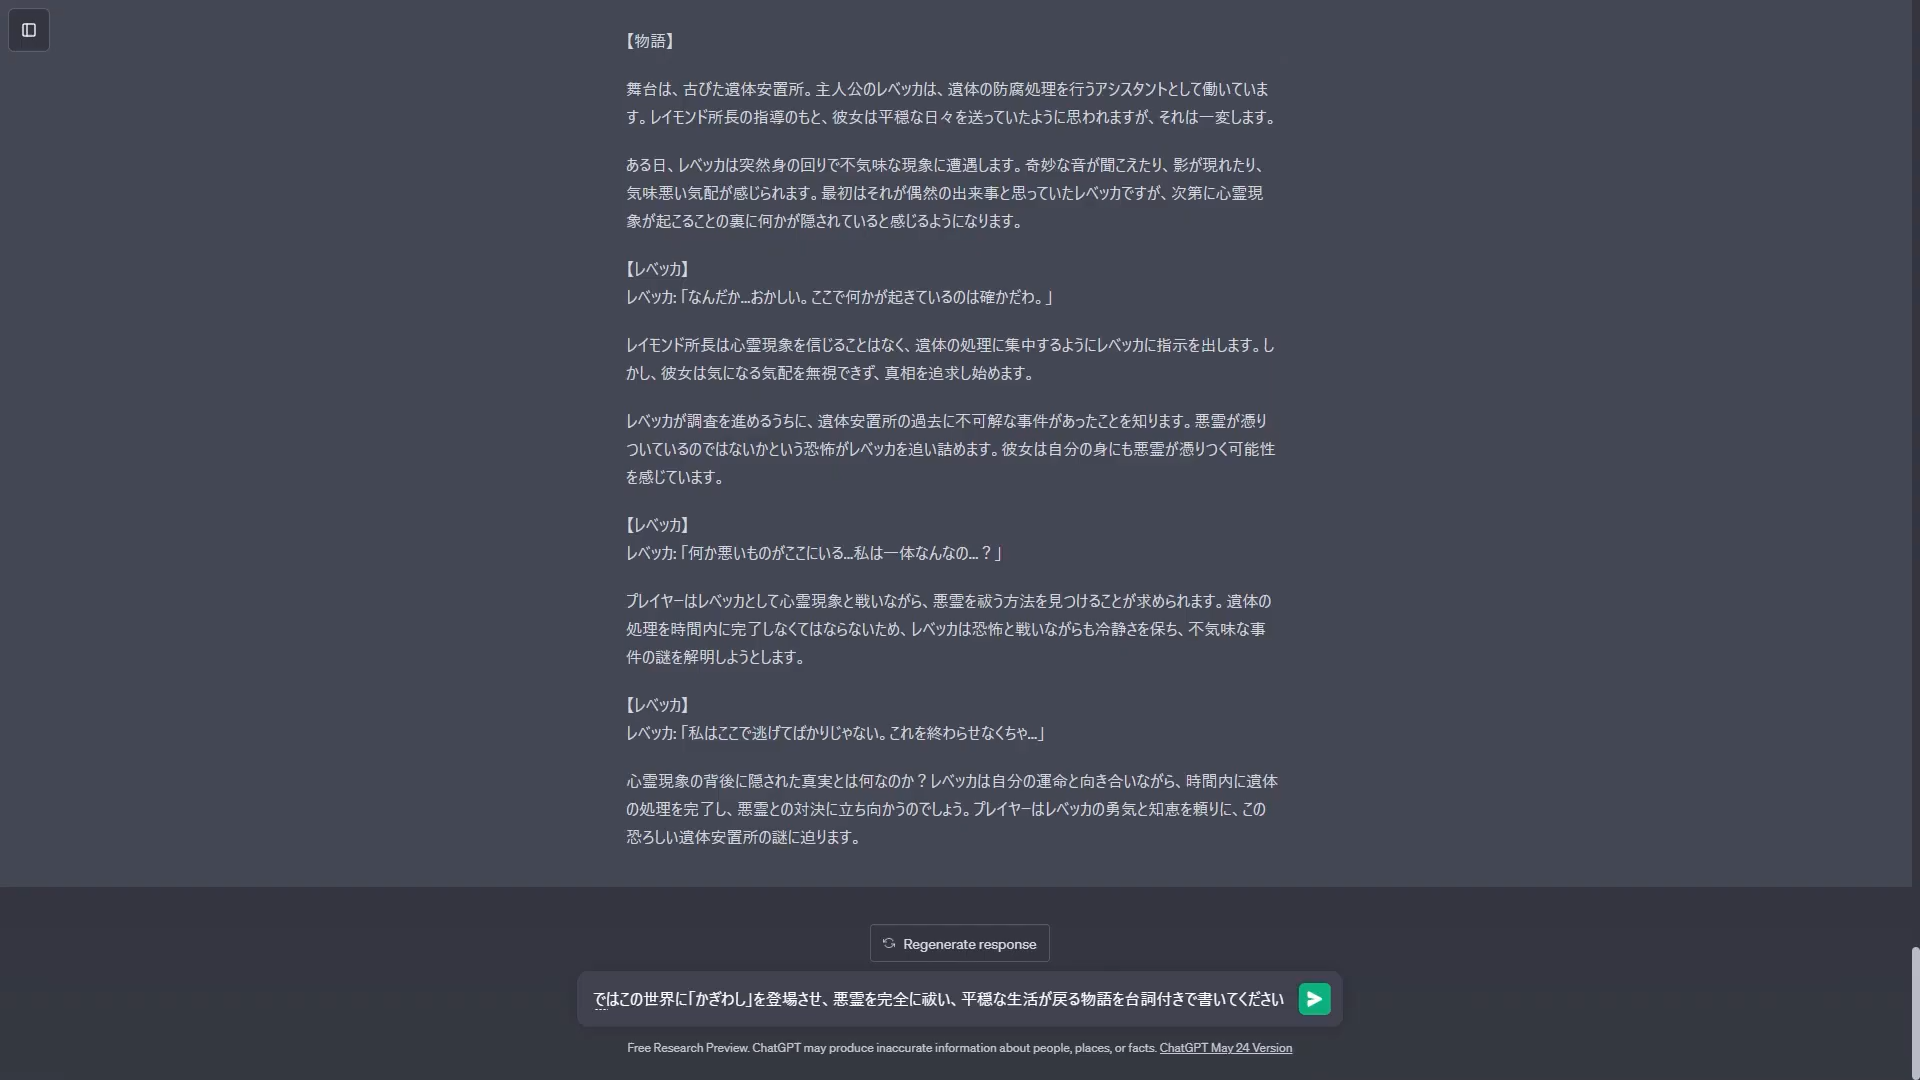 【物語】
舞台は、古びた遺体安置所。主人公のレベッカは、遺体の防腐処理を行うアシスタントとして働いていま
す。レイモンド所長の指導のもと、彼女は平穏な日々を送っていたように思われますが、それは一変します。
ある日、レベッカは突然身の回りで不気味な現象に遭遇します。奇妙な音が聞こえたり、影が現れたり、
気味悪い気配が感じられます。最初はそれが偶然の出来事と思っていたレベッカですが、次第に心霊現
象が起こることの裏に何かが隠されていると感じるようになります。
【レベッカ】
レベッカ: 「なんだか...おかしい。ここで何かが起きているのは確かだわ。」
レイモンド所長は心霊現象を信じることはなく、遺体の処理に集中するようにレベッカに指示を出します。し
かし、彼女は気になる気配を無視できず、真相を追求し始めます。
レベッカが調査を進めるうちに、遺体安置所の過去に不可解な事件があったことを知ります。悪霊が憑り
ついているのではないかという恐怖がレベッカを追い詰めます。彼女は自分の身にも悪霊が憑りつく可能性
を感じています。
【レベッカ】
レベッカ: 「何か悪いものがここにいる...私は一体なんなの...？」
プレイヤーはレベッカとして心霊現象と戦いながら、悪霊を祓う方法を見つけることが求められます。遺体の
処理を時間内に完了しなくてはならないため、レベッカは恐怖と戦いながらも冷静さを保ち、不気味な事
件の謎を解明しようとします。
【レベッカ】
レベッカ: 「私はここで逃げてばかりじゃない。これを終わらせなくちゃ...」
心霊現象の背後に隠された真実とは何なのか？レベッカは自分の運命と向き合いながら、時間内に遺体
の処理を完了し、悪霊との対決に立ち向かうのでしょう。プレイヤーはレベッカの勇気と知恵を頼りに、この
恐ろしい遺体安置所の謎に迫ります。
Regenerate response
ではこの世界に「かぎわし」を登場させ、悪霊を完全に祓い、平穏な生活が戻る物語を台詞付きで書いてください
Free Research Preview. ChatGPT may produce inaccurate information about people, places, or facts. ChatGPT May 24 Version